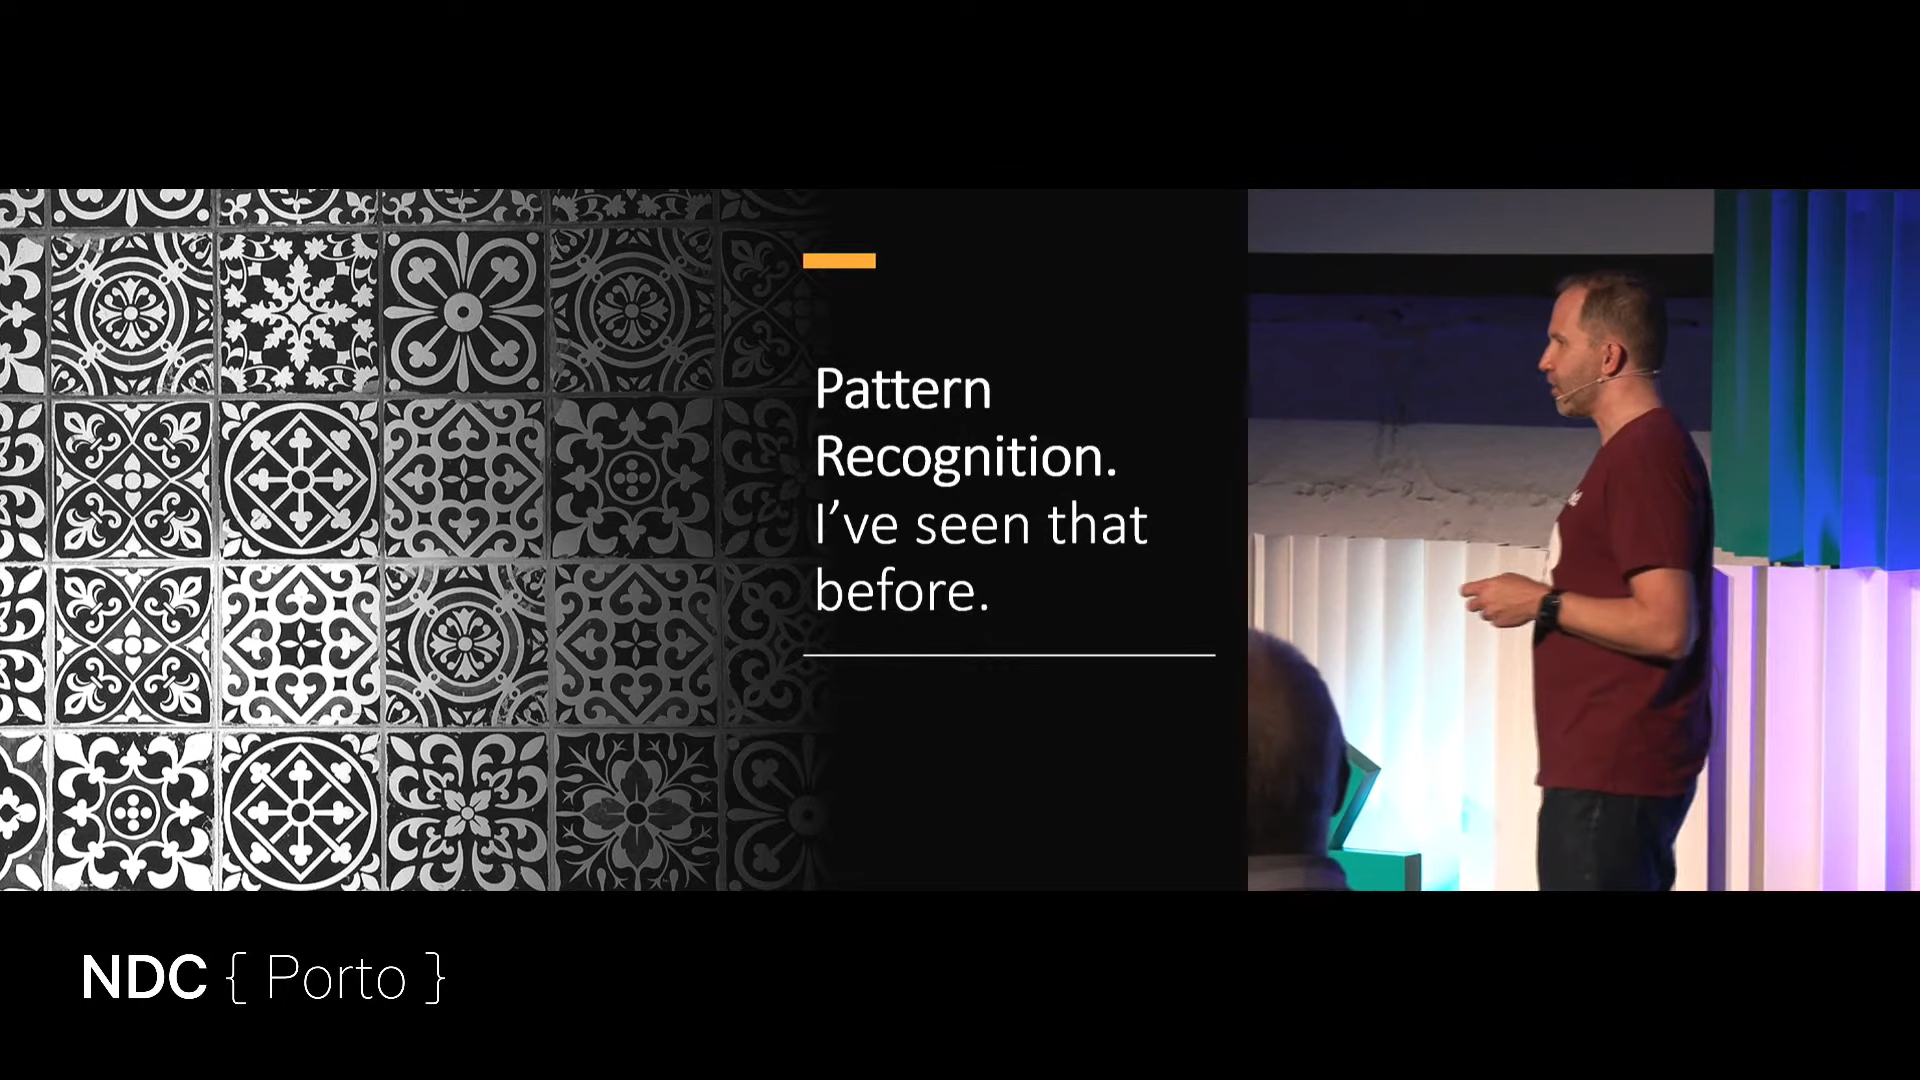 Pattern
Recognition.
I've seen that
before.
NDC { Porto }